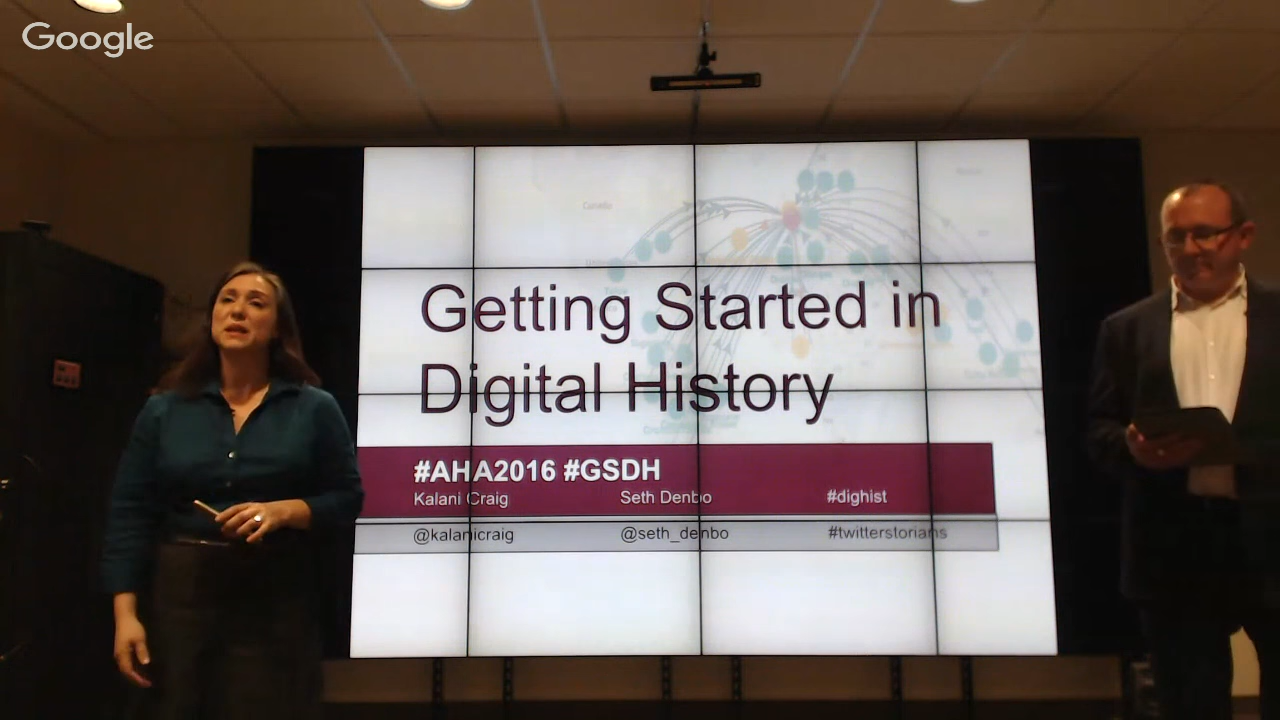 Google
Getting Started in
Digital History
#AHA2016 #GSDH
Kalani Craig Seth Denbo #dighist
@kalanicraig @seth_denbo #twitterstorians